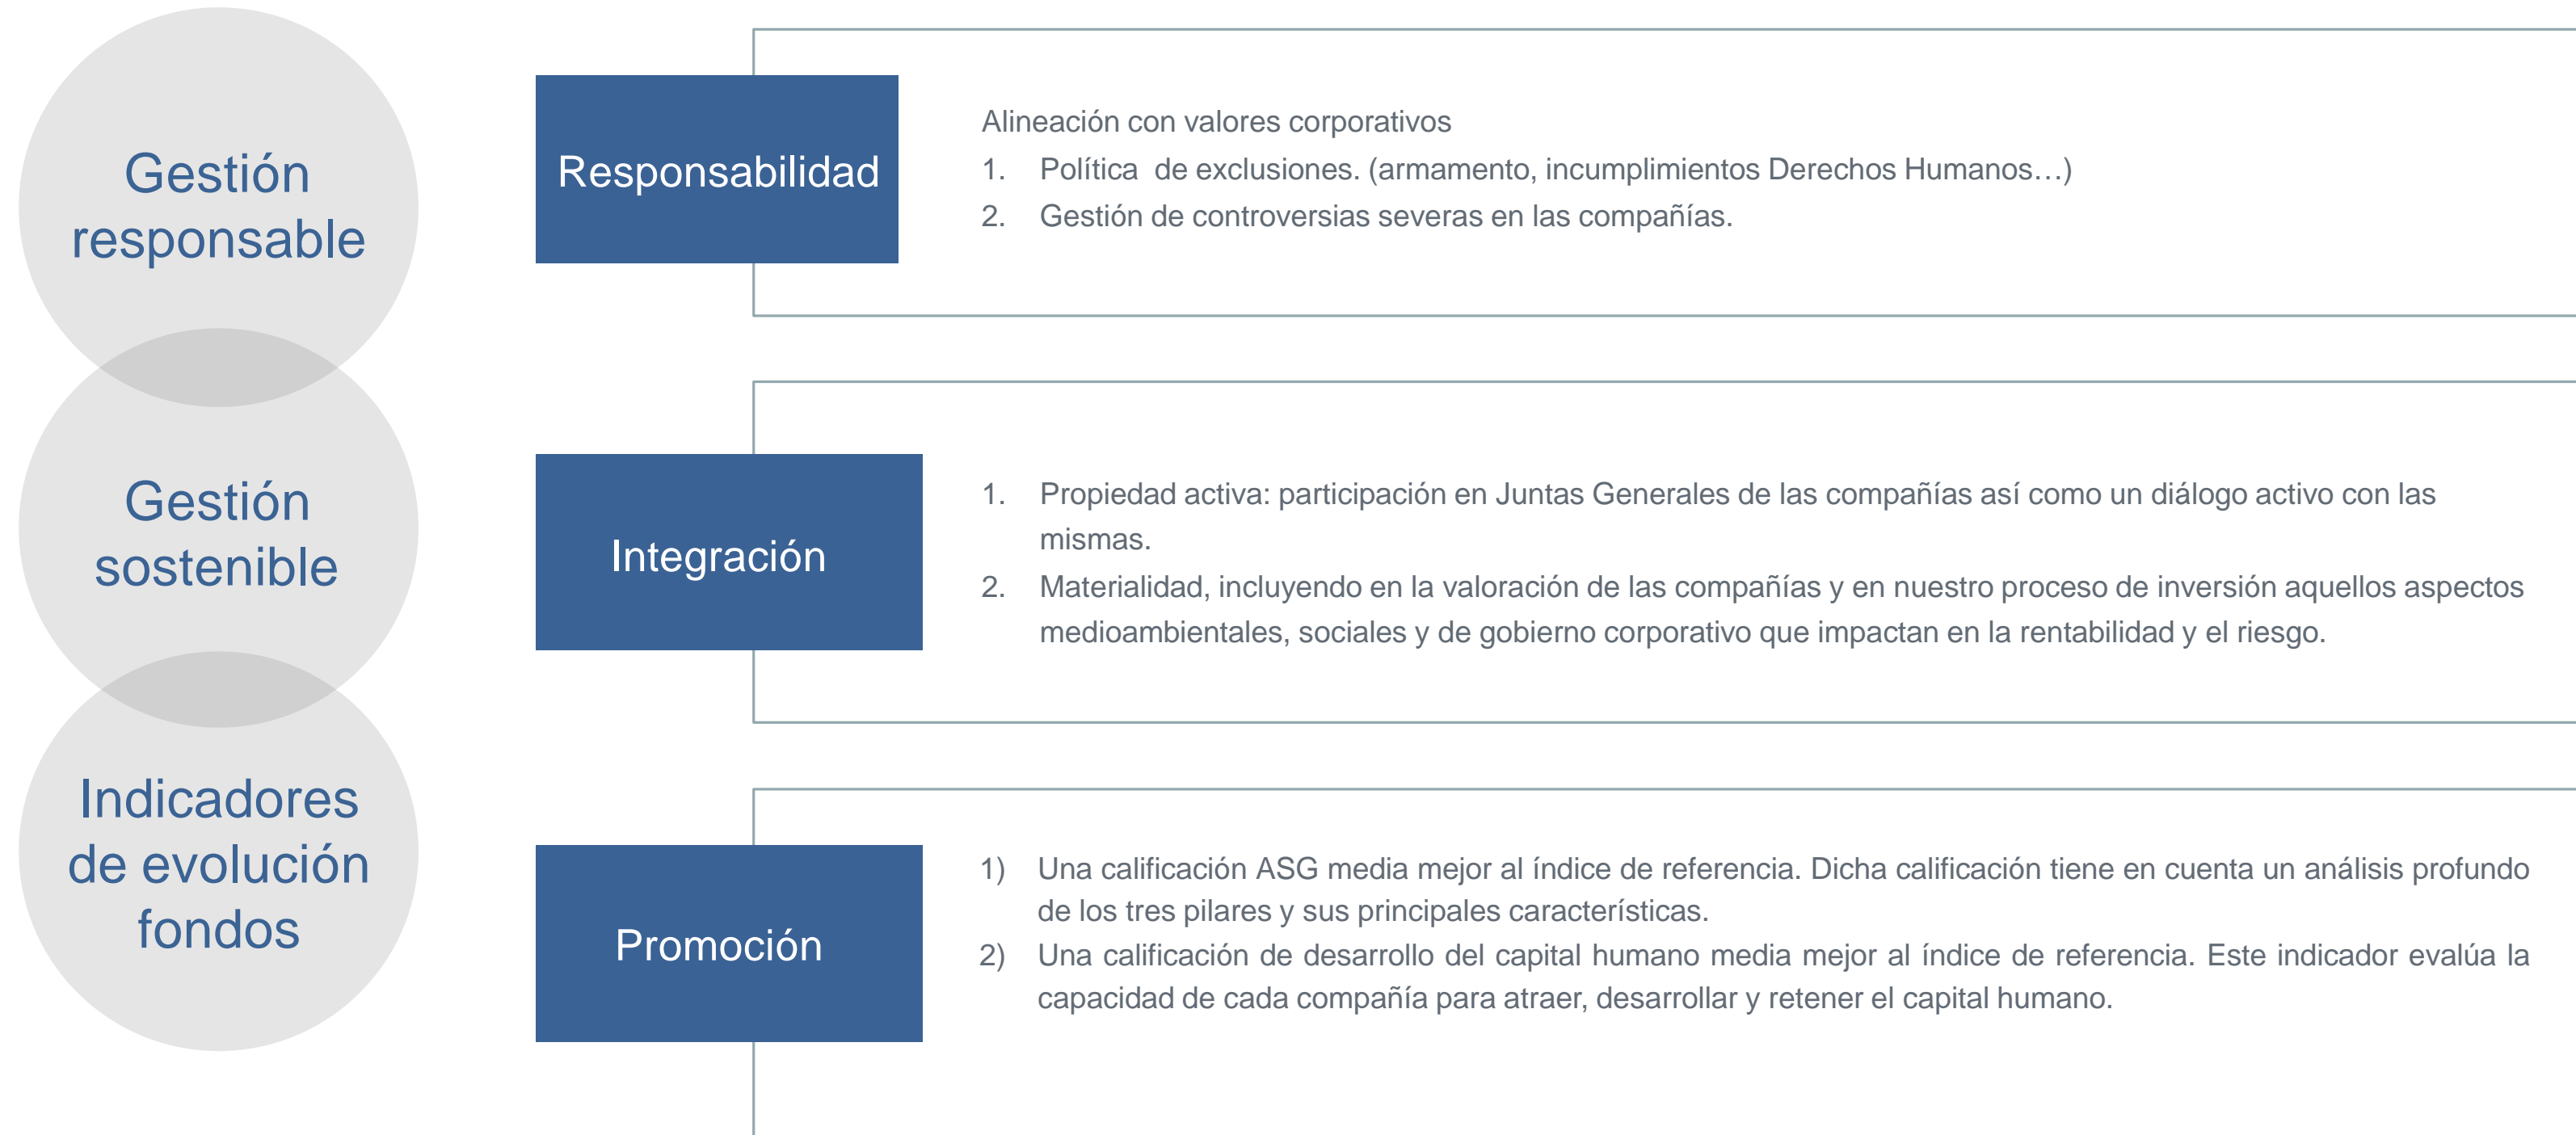 Gestión
responsable
Responsabilidad
Alineación con valores corporativos
1. Política de exclusiones. (armamento, incumplimientos Derechos Humanos…)
2. Gestión de controversias severas en las compañías.
Gestión
sostenible
Integración
1. Propiedad activa: participación en Juntas Generales de las compañías así como un diálogo activo con las
mismas.
2. Materialidad, incluyendo en la valoración de las compañías y en nuestro proceso de inversión aquellos aspectos
medioambientales, sociales y de gobierno corporativo que impactan en la rentabilidad y el riesgo.
Indicadores
de evolución
fondos
Promoción
1) Una calificación ASG media mejor al índice de referencia. Dicha calificación tiene en cuenta un análisis profundo
de los tres pilares y sus principales características.
2) Una calificación de desarrollo del capital humano media mejor al índice de referencia. Este indicador evalúa la
capacidad de cada compañía para atraer, desarrollar y retener el capital humano.